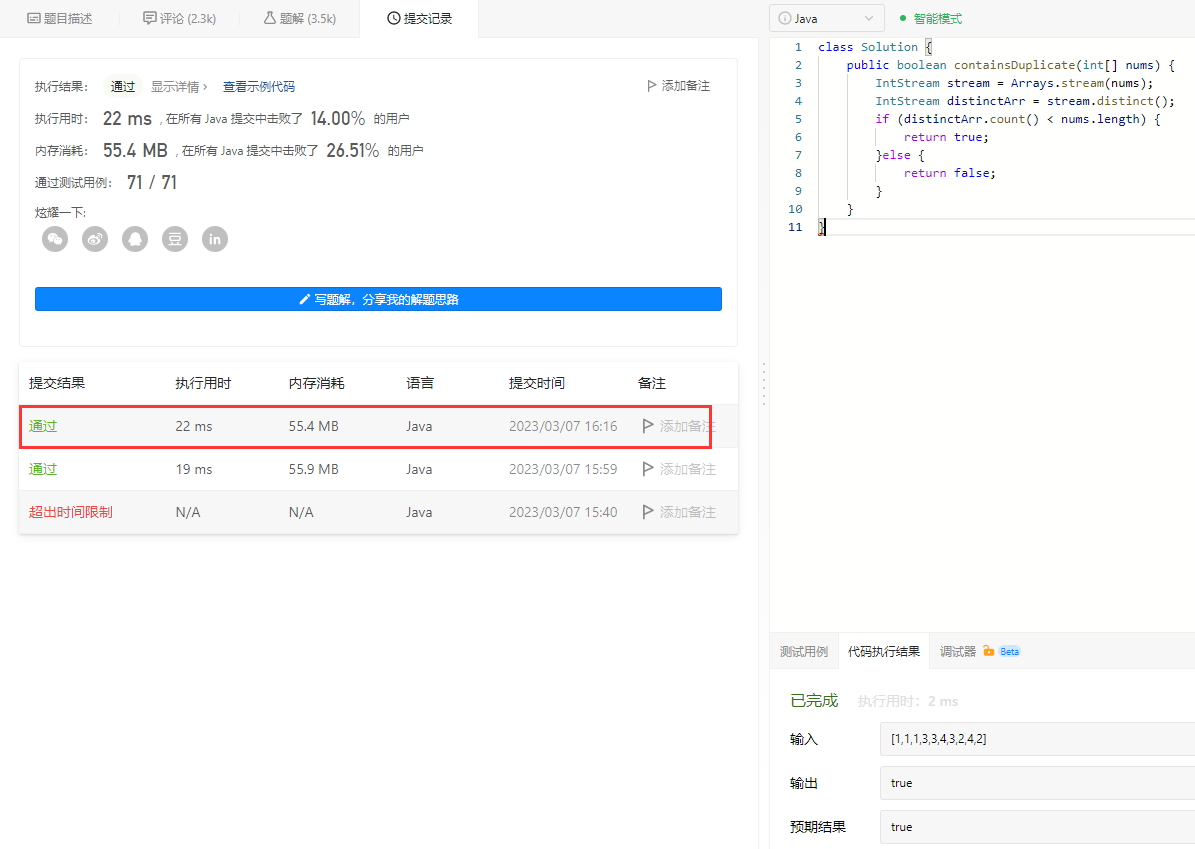 题目描述 评论 (2.3k) 题解 (3.5k) 提交记录
执行结果： 通过 显示详情 › 查看示例代码 添加备注
执行用时： 22 ms , 在所有 Java 提交中击败了 14.00% 的用户
内存消耗： 55.4 MB , 在所有 Java 提交中击败了 26.51% 的用户
通过测试用例： 71 / 71
炫耀一下:
豆 in
写题解，分享我的解题思路
提交结果 执行用时 内存消耗 语言 提交时间 备注
通过 22 ms 55.4 MB Java 2023/03/07 16:16 添加备注
通过 19 ms 55.9 MB Java 2023/03/07 15:59 添加备注
超出时间限制 N/A N/A Java 2023/03/07 15:40 添加备注
Java 智能模式
1 class Solution {
2 public boolean containsDuplicate(int[] nums) {
3 IntStream stream = Arrays.stream(nums);
4 IntStream distinctArr = stream.distinct();
5 if (distinctArr.count() < nums.length) {
6 return true;
7 }else {
8 return false;
9 }
10 }
11 }
测试用例 代码执行结果 调试器 Beta
已完成 执行用时：2 ms
输入 [1,1,1,3,3,4,3,2,4,2]
输出 true
预期结果 true